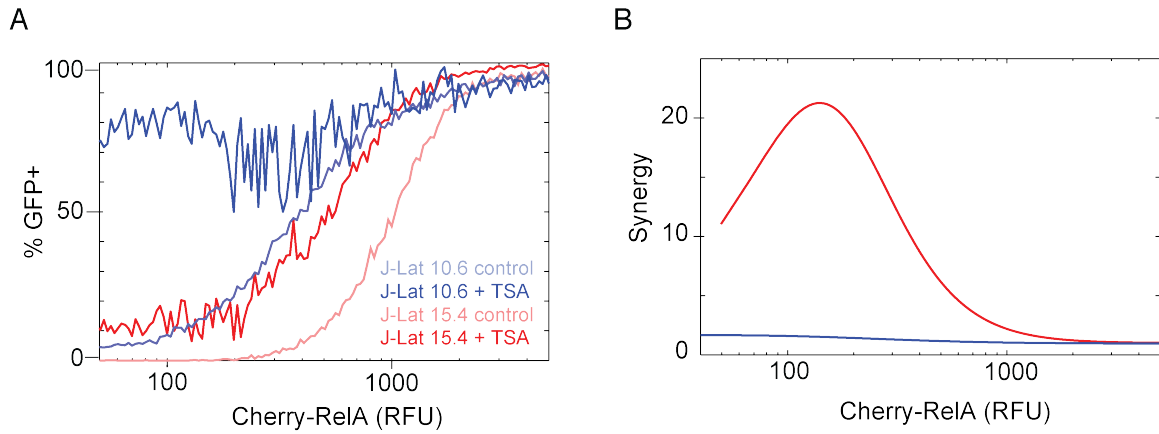 A
100
50
0
% GFP+
J-Lat 10.6 control
J-Lat 10.6 + TSA
J-Lat 15.4 control
J-Lat 15.4 + TSA
100
1000
Cherry-RelA (RFU)
B
20
10
0
Synergy
100
1000
Cherry-RelA (RFU)